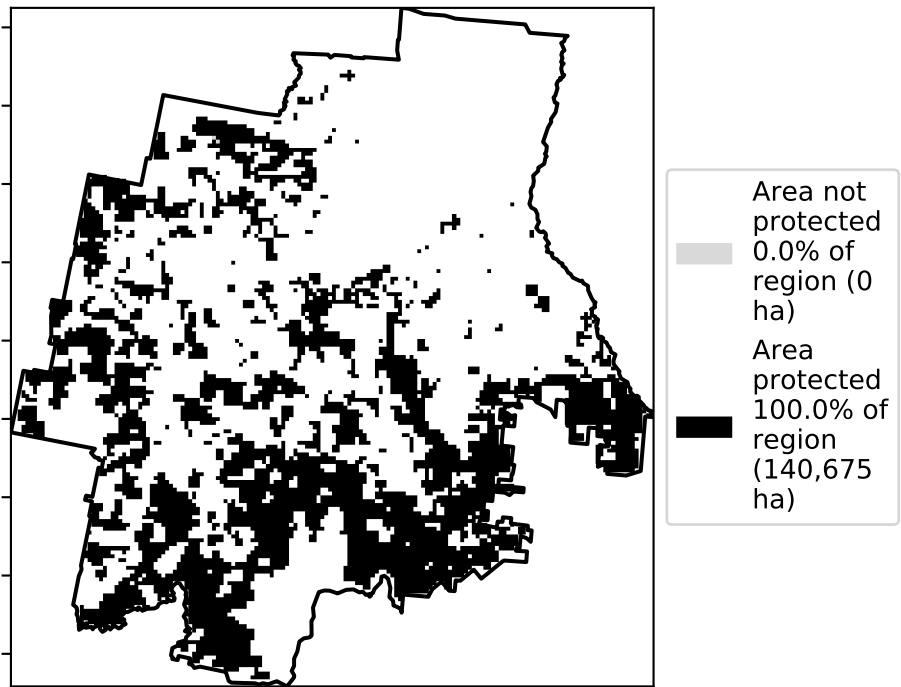 Area not
protected
0.0% of
region (0
ha)
Area
protected
100.0% of
region
(140,675
ha)